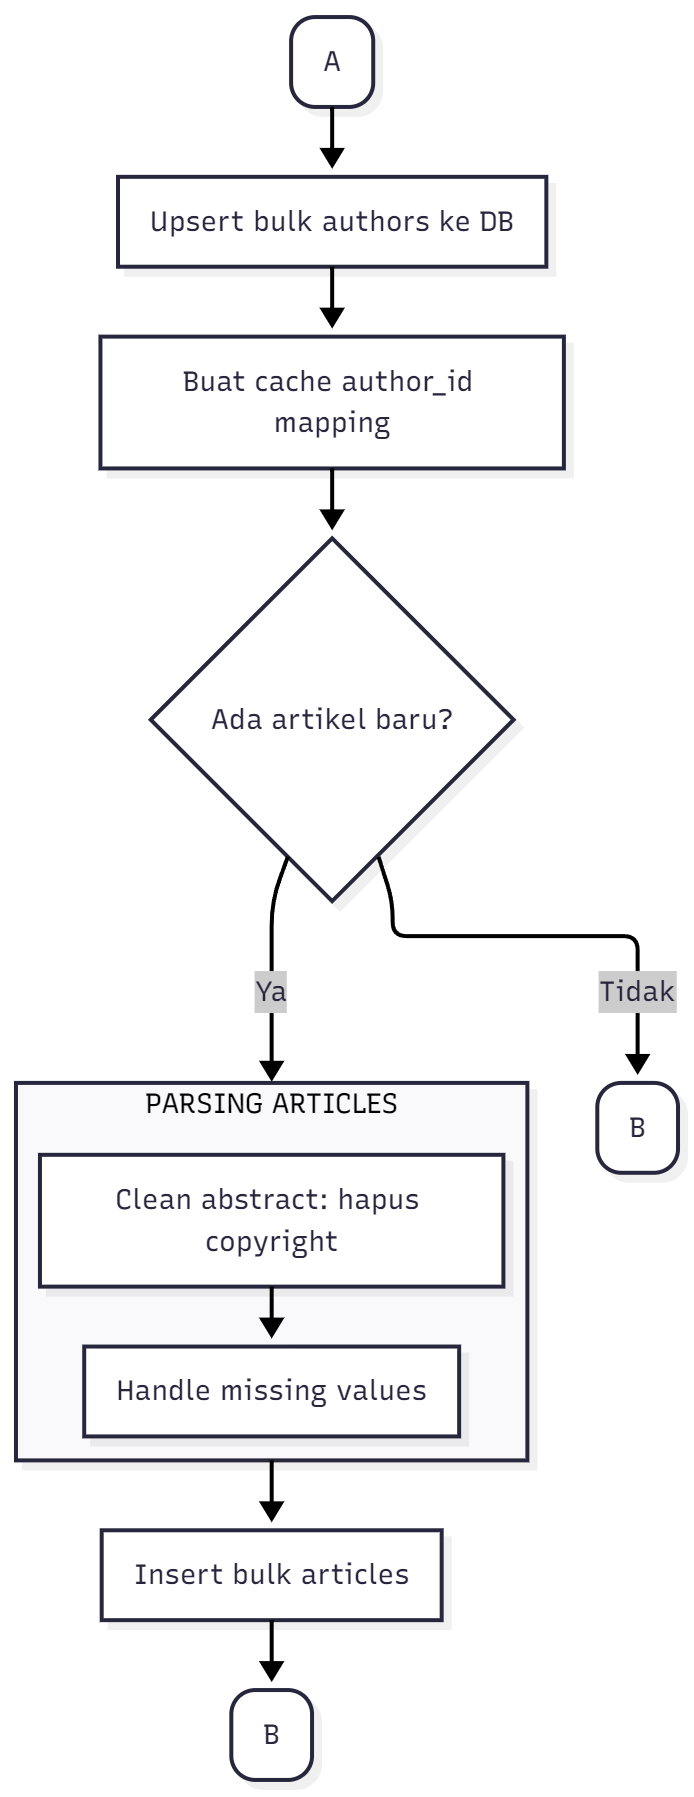 A
Upsert bulk authors ke DB
Buat cache author_id
mapping
Ada artikel baru?
Ya
Tidak
PARSING ARTICLES
B
Clean abstract: hapus
copyright
Handle missing values
Insert bulk articles
B